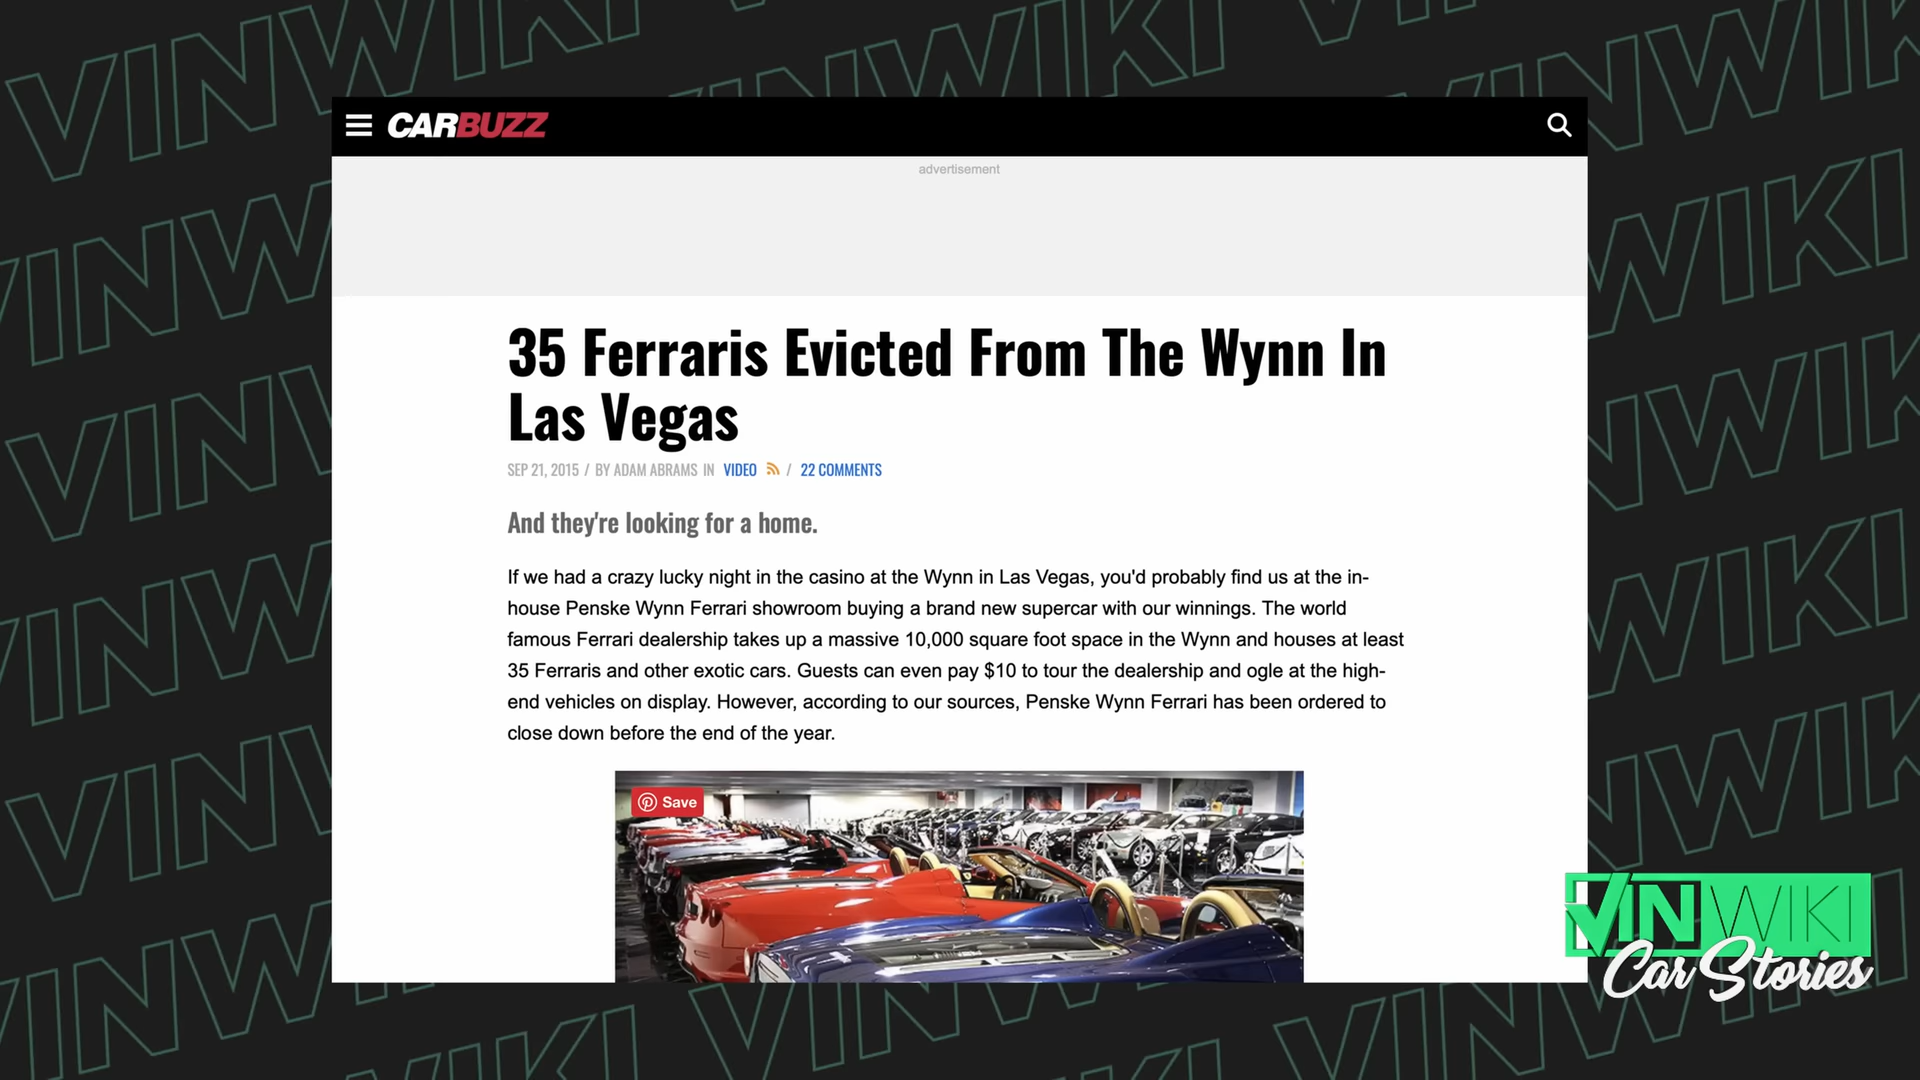 CARBUZZ
advertisement
35 Ferraris Evicted From The Wynn In
Las Vegas
SEP 21, 2015 / BY ADAM ABRAMS IN VIDEO / 22 COMMENTS
And they're looking for a home.
If we had a crazy lucky night in the casino at the Wynn in Las Vegas, you'd probably find us at the in-
house Penske Wynn Ferrari showroom buying a brand new supercar with our winnings. The world
famous Ferrari dealership takes up a massive 10,000 square foot space in the Wynn and houses at least
35 Ferraris and other exotic cars. Guests can even pay $10 to tour the dealership and ogle at the high-
end vehicles on display. However, according to our sources, Penske Wynn Ferrari has been ordered to
close down before the end of the year.
Save
VINWIKI
Car Stories